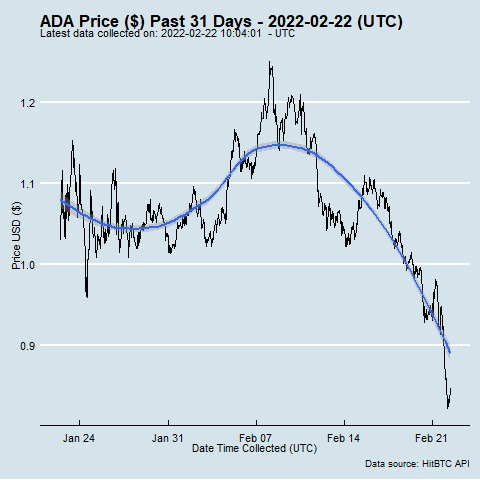 ADA Price ($) Past 31 Days - 2022-02-22 (UTC)
Latest data collected on: 2022-02-22 10:04:01  - UTC
1.2
1.1
1.0
0.9
Price USD ($)
Jan 24
Jan 31
Feb 07
Feb 14
Feb 21
Date Time Collected (UTC)
Data source: HitBTC API